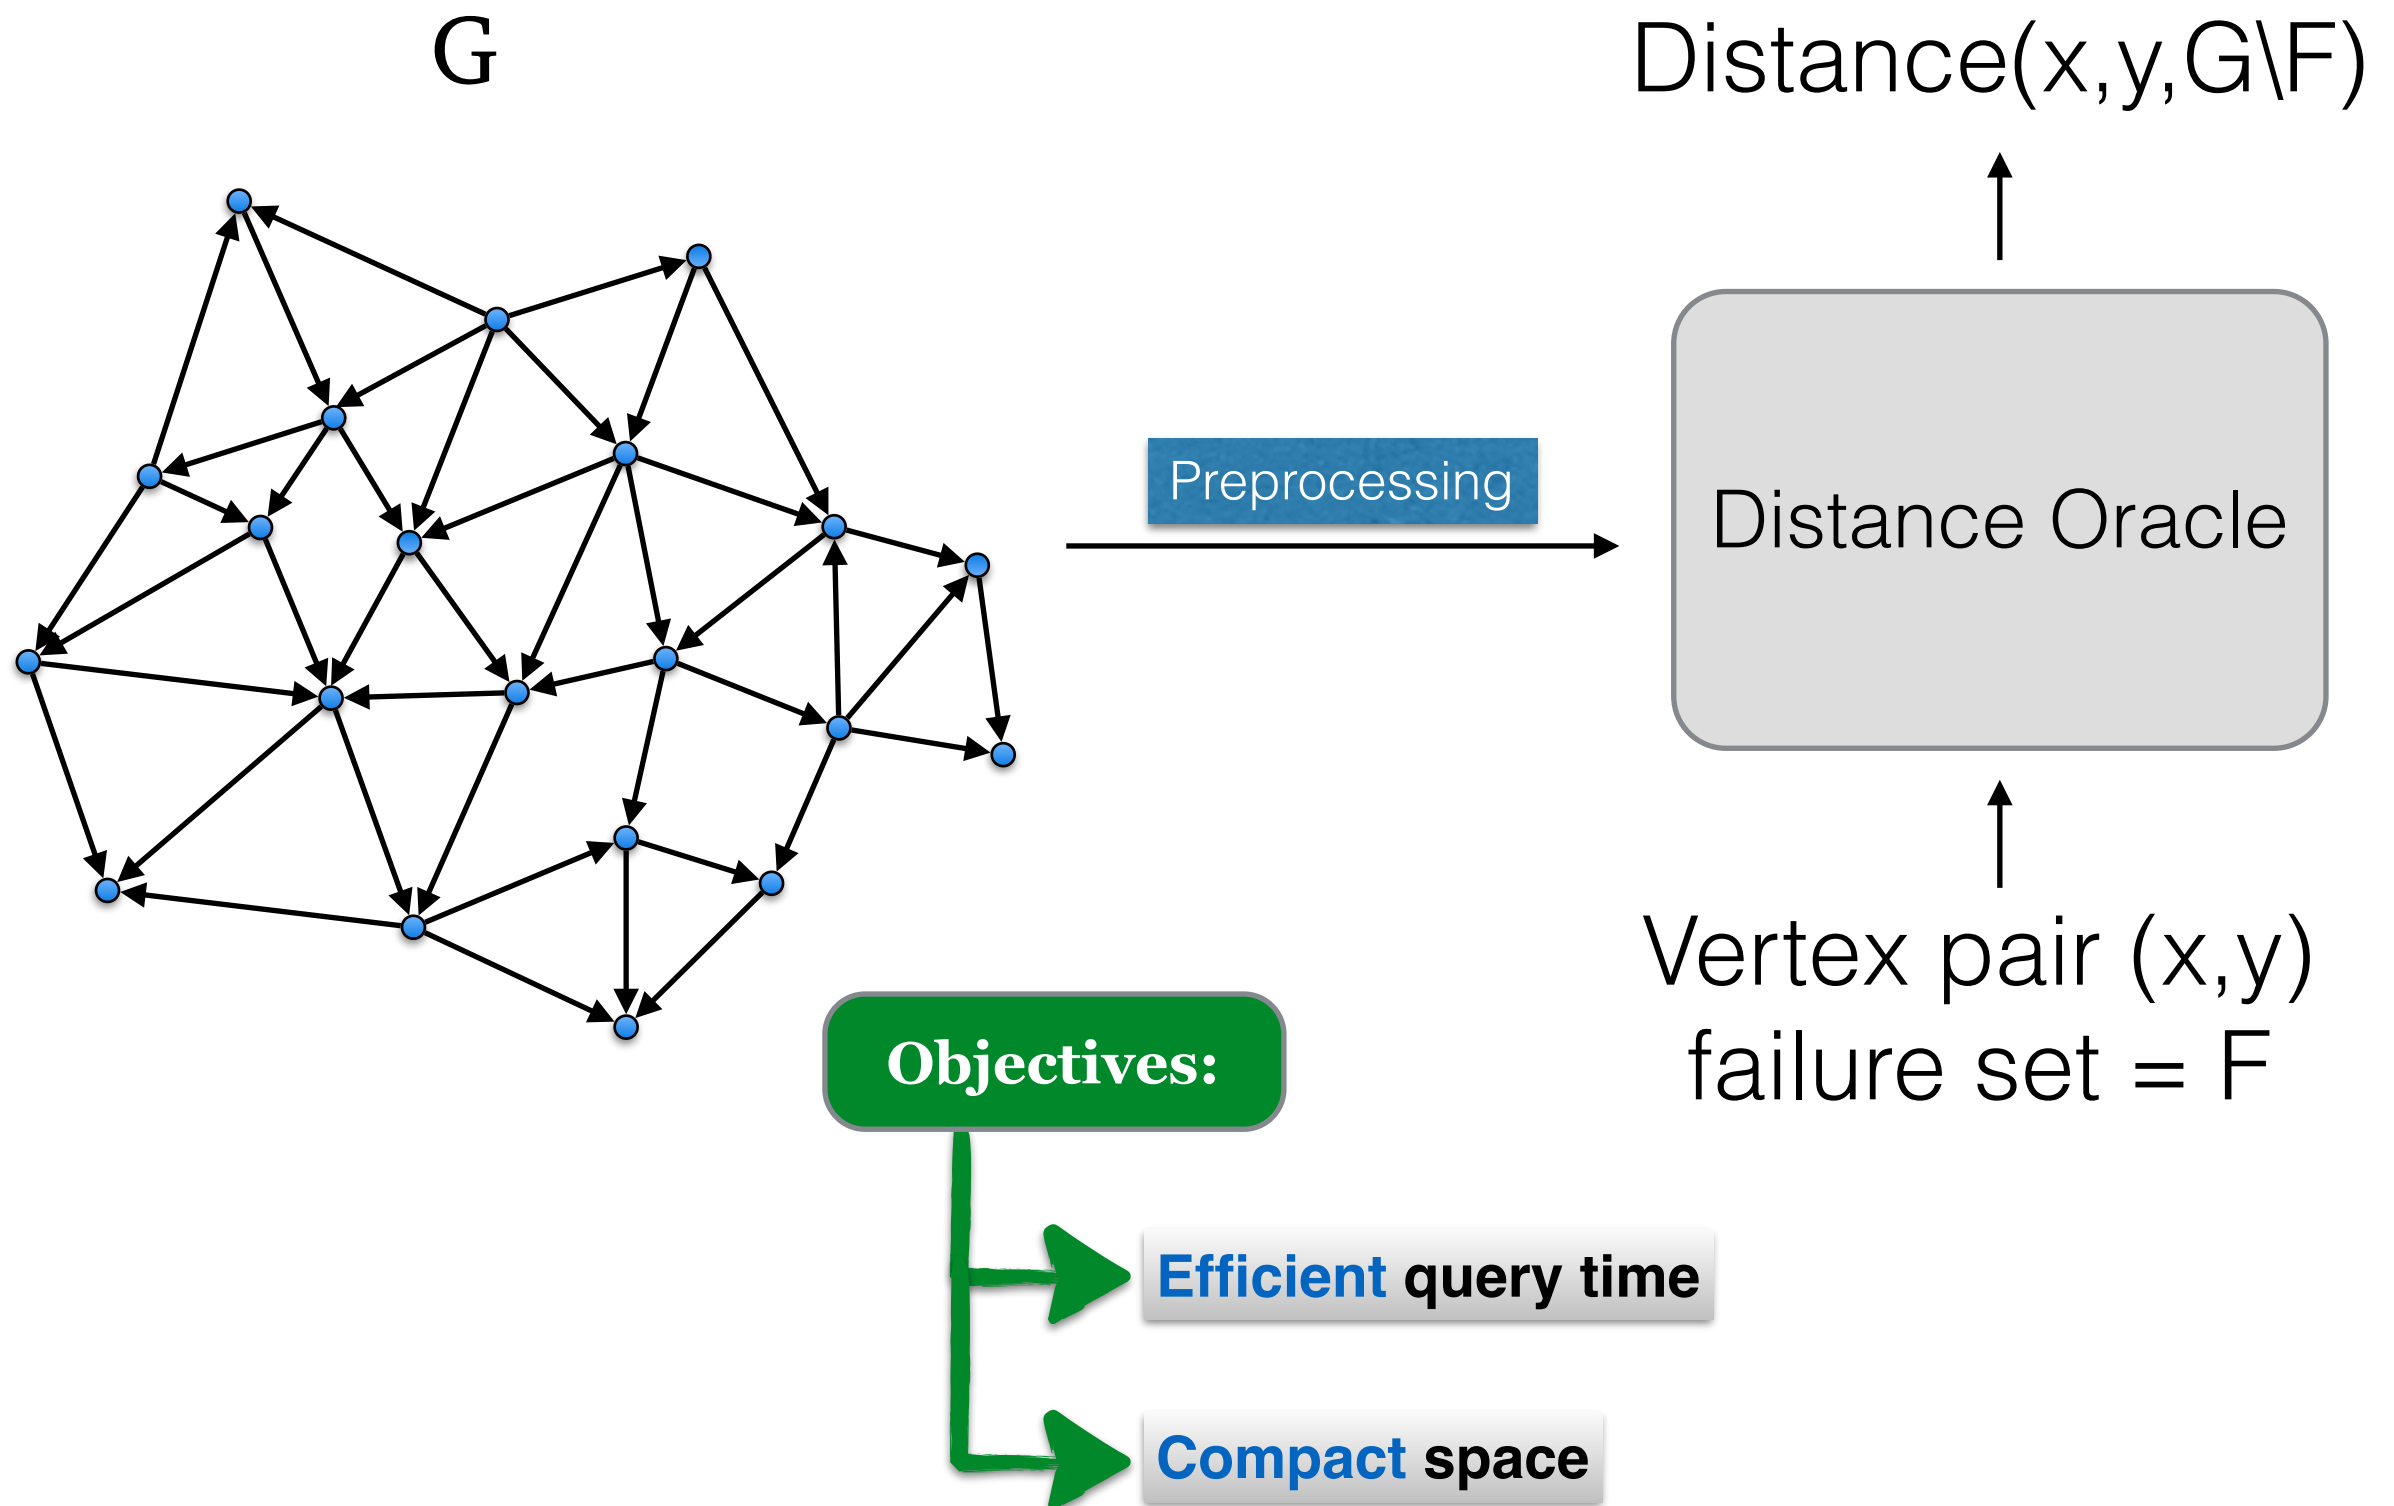 G
Distance(x,y,G\F)
Preprocessing
Distance Oracle
Vertex pair (x,y)
failure set = F
Objectives:
Efficient query time
Compact space